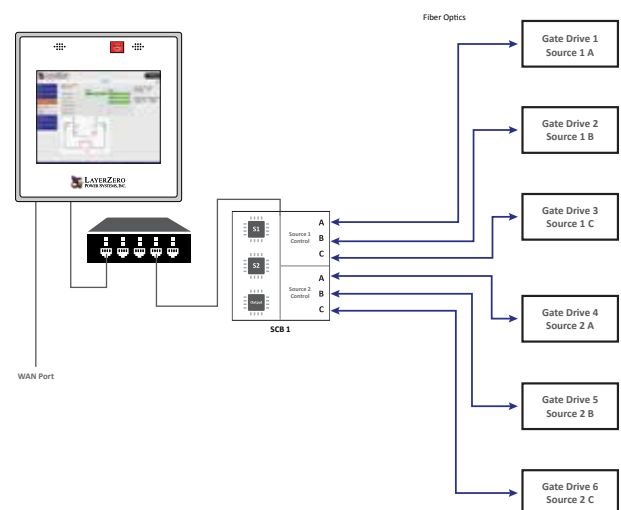 Fiber Optics
Gate Drive 1
Source 1 A
Gate Drive 2
Source 1 B
Gate Drive 3
Source 1 C
Gate Drive 4
Source 2 A
Gate Drive 5
Source 2 B
Gate Drive 6
Source 2 C
LAYERZERO
POWER SYSTEMS, INC.
S1
S2
Output
Source 1
Control
A
B
C
Source 2
Control
A
B
C
SCB 1
WAN Port